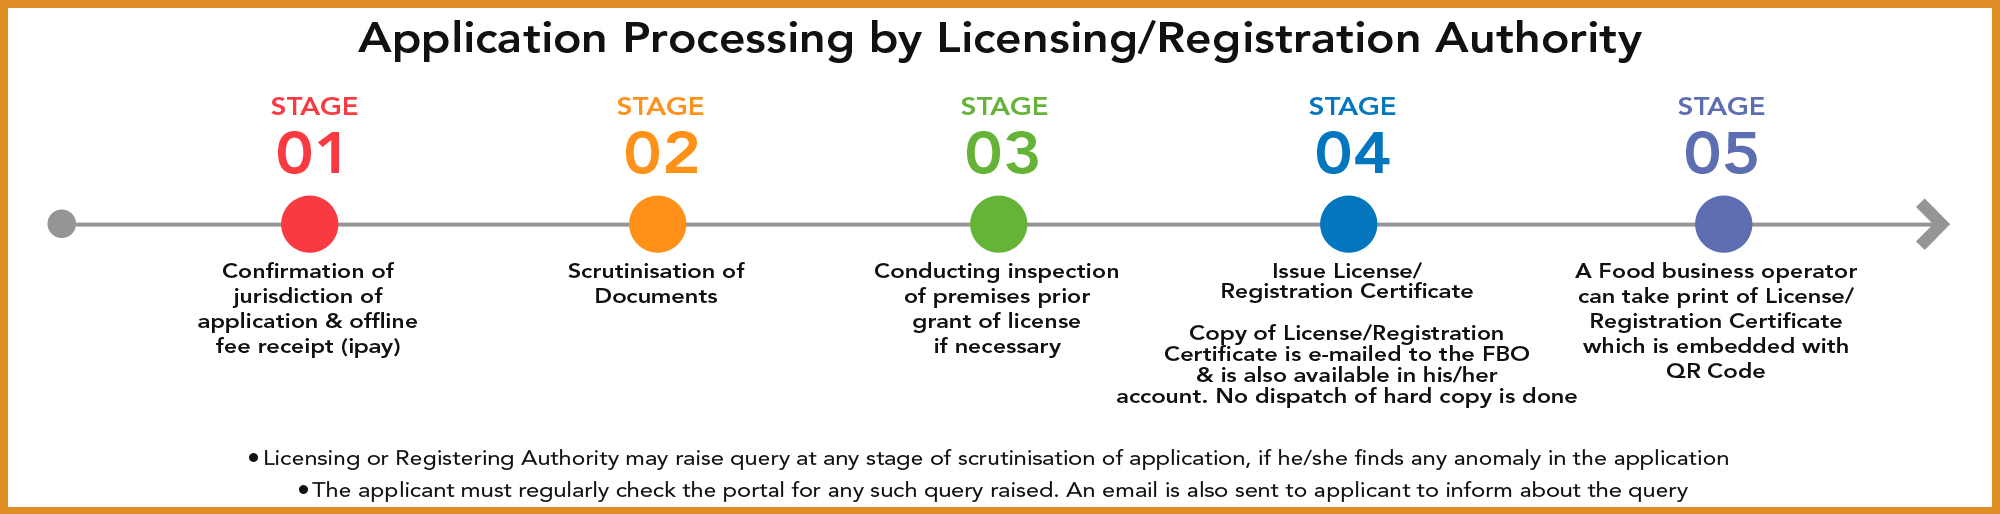 Application Processing by Licensing/Registration Authority
STAGE
01
Confirmation of
jurisdiction of
application & offline
fee receipt (ipay)
STAGE
02
Scrutinisation of
Documents
STAGE
03
Conducting inspection
of premises prior
grant of license
if necessary
STAGE
04
Issue License/
Registration Certificate
Copy of License/Registration
Certificate is e-mailed to the FBO
& is also available in his/her
account. No dispatch of hard copy is done
STAGE
05
A Food business operator
can take print of License/
Registration Certificate
which is embedded with
QR Code
• Licensing or Registering Authority may raise query at any stage of scrutinisation of application, if he/she finds any anomaly in the application
• The applicant must regularly check the portal for any such query raised. An email is also sent to applicant to inform about the query